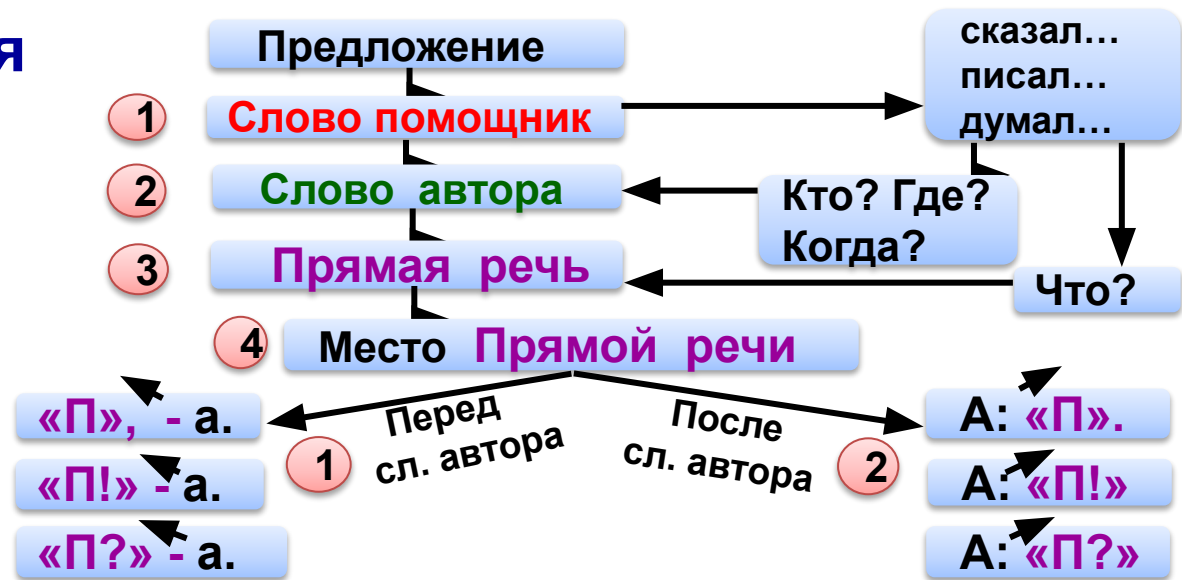 я
Предложение
1
Слово помощник
2
Слово автора
3
Прямая речь
4
Место Прямой речи
сказал…
писал…
думал…
Кто? Где?
Когда?
Что?
Перед
сл. автора
1
После
сл. автора
2
«П», - а.
«П!» - а.
«П?» - а.
А: «П».
А: «П!»
А: «П?»